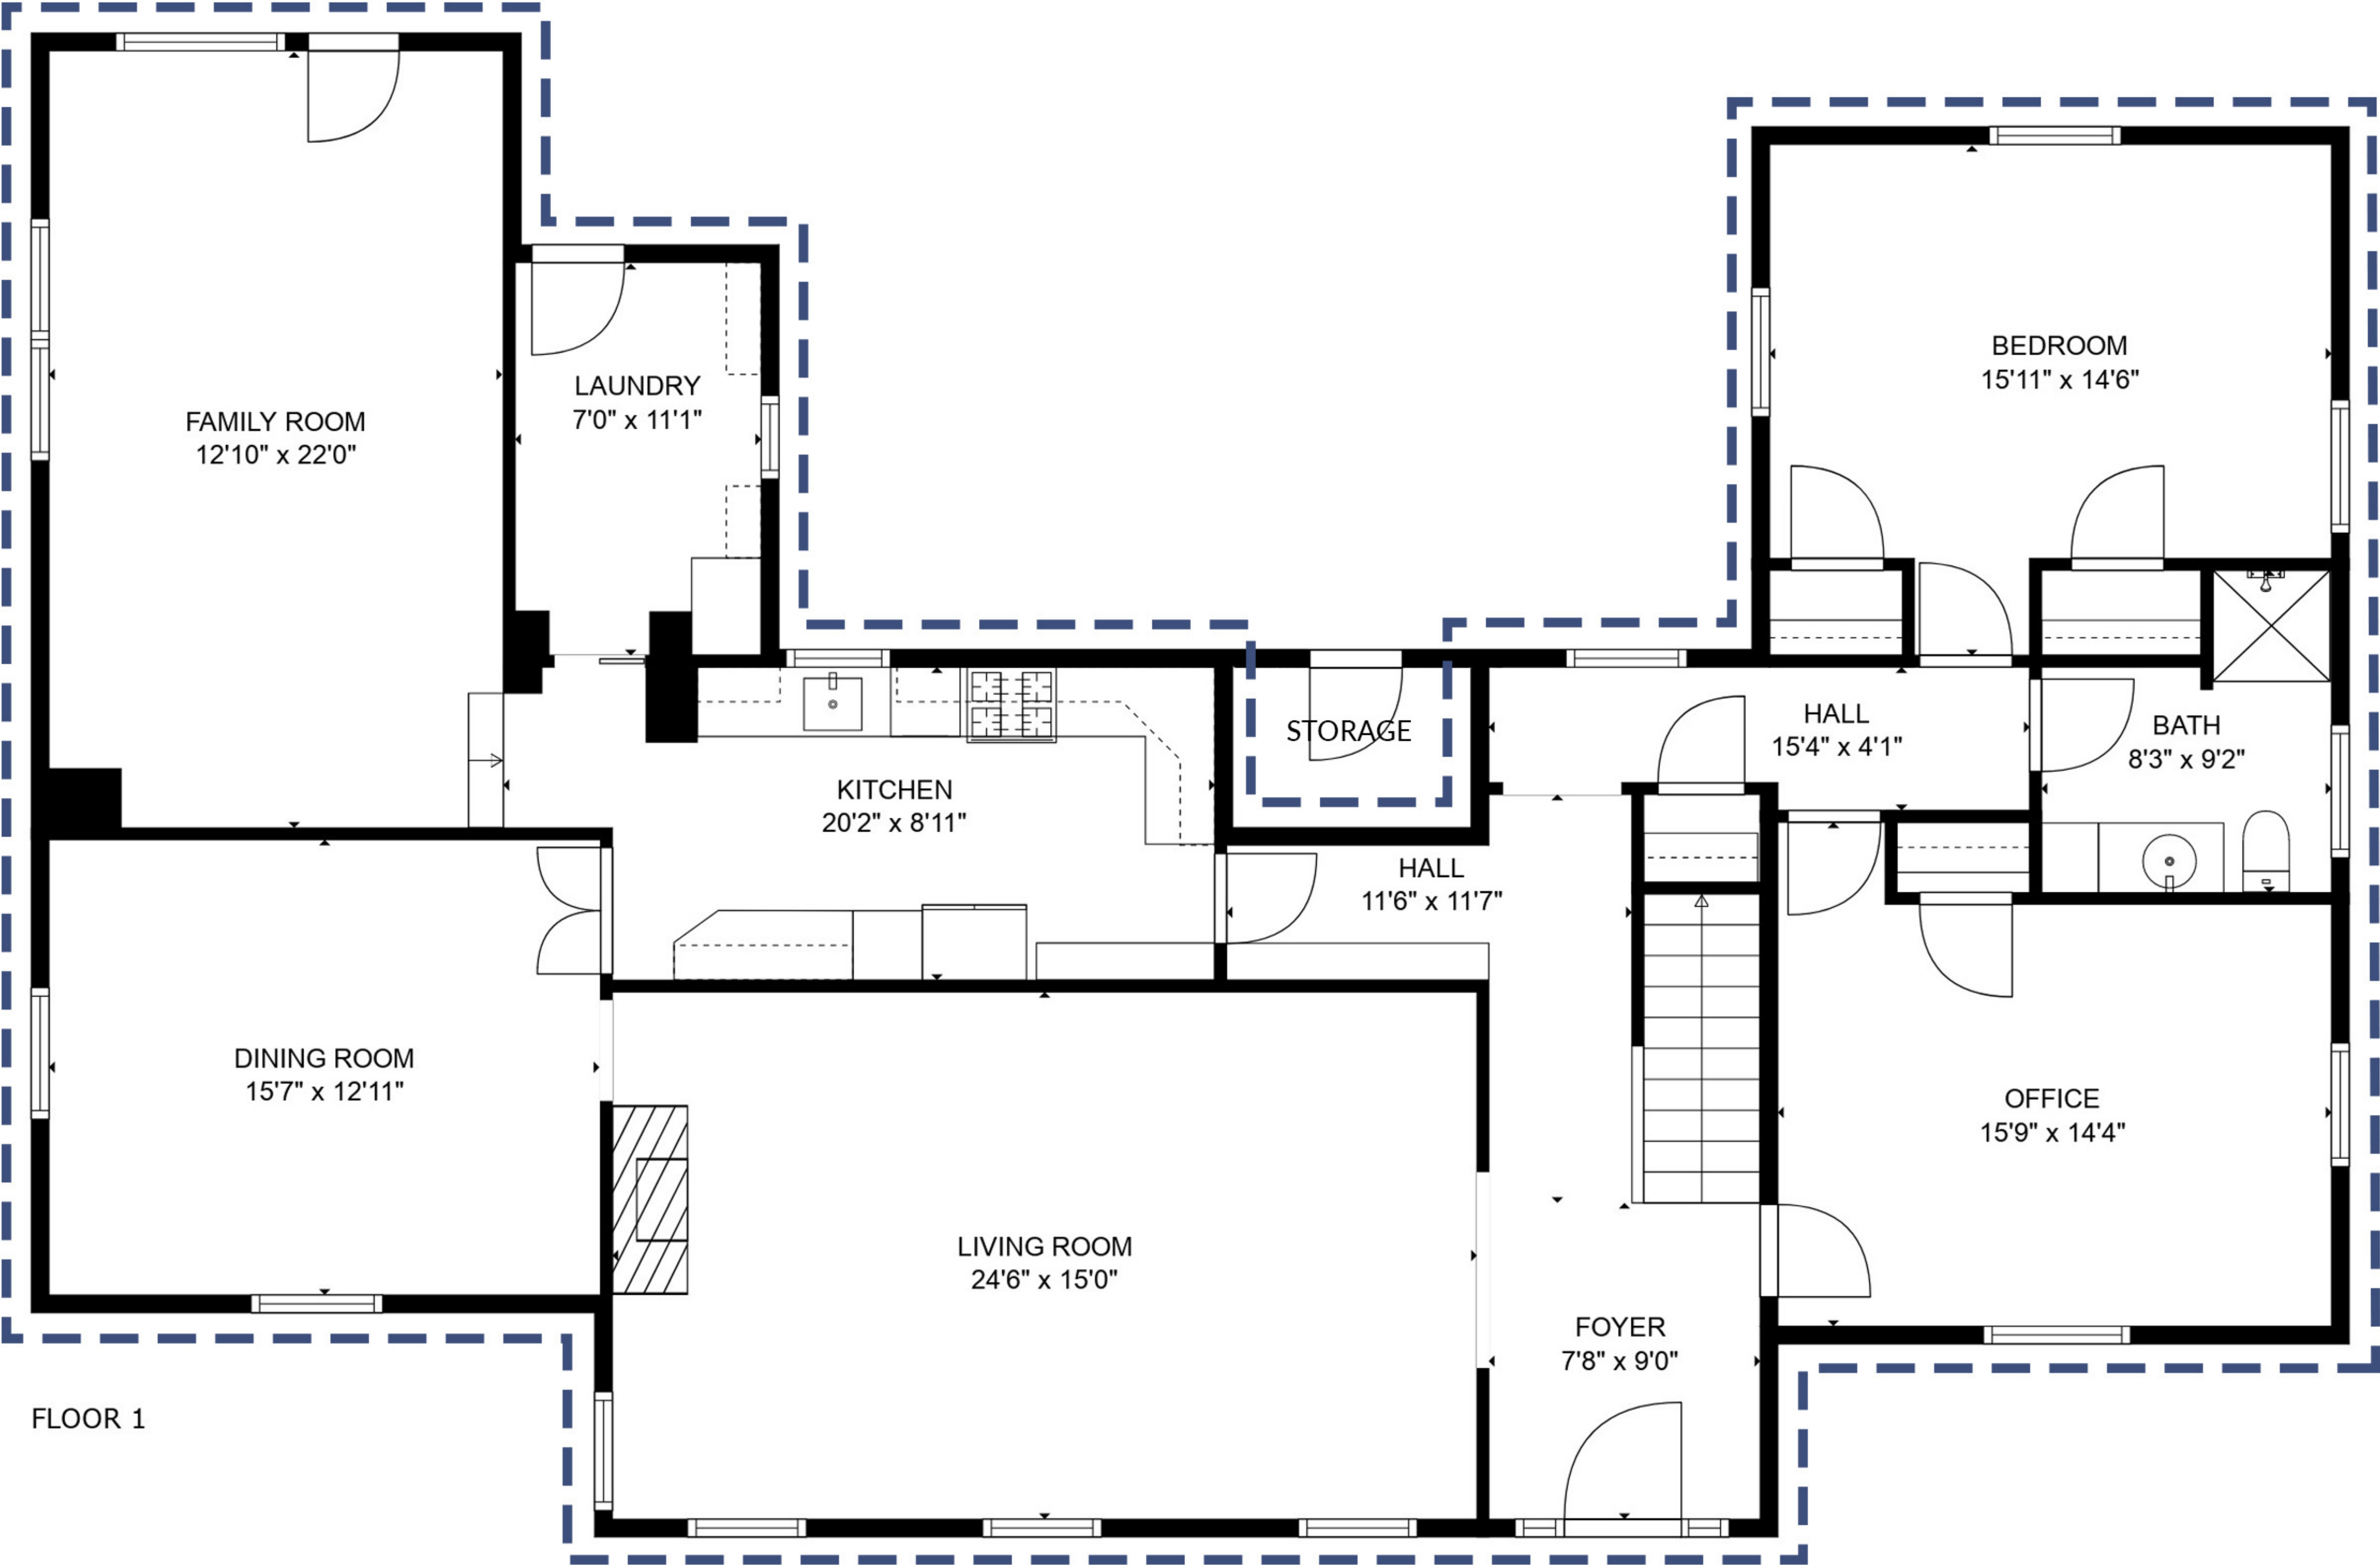 FAMILY ROOM
12'10" x 22'0"
LAUNDRY
7'0" x 11'1"
BEDROOM
15'11" x 14'6"
STORAGE
HALL
15'4" x 4'1"
BATH
8'3" x 9'2"
KITCHEN
20'2" x 8'11"
HALL
11'6" x 11'7"
DINING ROOM
15'7" x 12'11"
OFFICE
15'9" x 14'4"
LIVING ROOM
24'6" x 15'0"
FOYER
7'8" x 9'0"
FLOOR 1